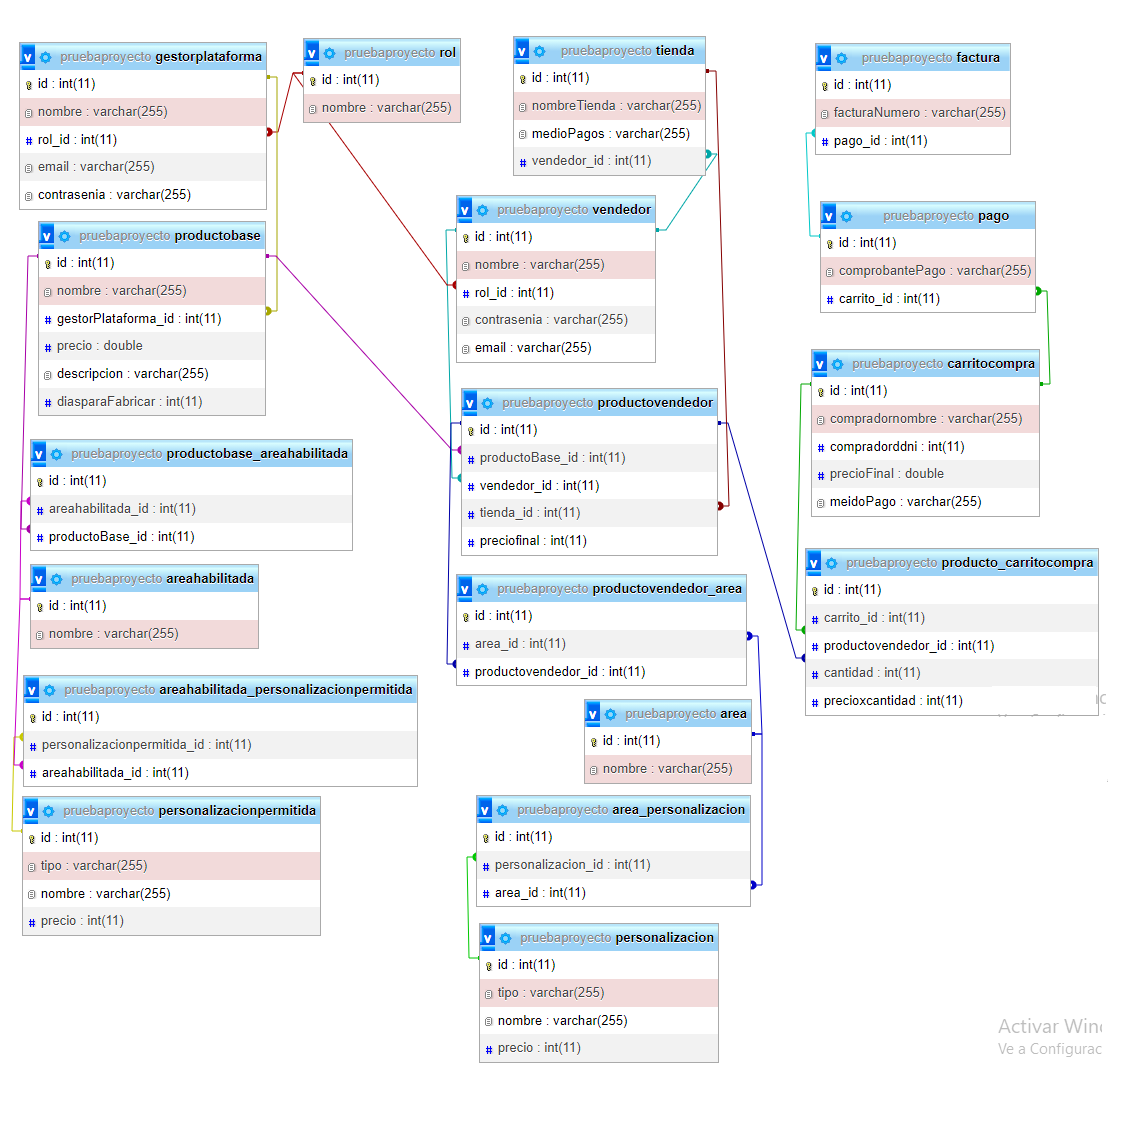 pruebaproyecto gestorplataforma
id : int(11)
nombre : varchar(255)
rol_id : int(11)
email : varchar(255)
contrasenia : varchar(255)
pruebaproyecto rol
id : int(11)
nombre : varchar(255)
pruebaproyecto tienda
id : int(11)
nombreTienda : varchar(255)
medioPagos : varchar(255)
vendedor_id : int(11)
pruebaproyecto factura
id : int(11)
facturaNumero : varchar(255)
pago_id : int(11)
pruebaproyecto productobase
id : int(11)
nombre : varchar(255)
gestorPlataforma_id : int(11)
precio : double
descripcion : varchar(255)
diasparaFabricar : int(11)
pruebaproyecto vendedor
id : int(11)
nombre : varchar(255)
rol_id : int(11)
contrasenia : varchar(255)
email : varchar(255)
pruebaproyecto pago
id : int(11)
comprobantePago : varchar(255)
carrito_id : int(11)
pruebaproyecto carritocompra
id : int(11)
compradornombre : varchar(255)
compradorddni : int(11)
precioFinal : double
meidoPago : varchar(255)
pruebaproyecto productovendedor
id : int(11)
productoBase_id : int(11)
vendedor_id : int(11)
tienda_id : int(11)
preciofinal : int(11)
pruebaproyecto productobase_areahabilitada
id : int(11)
areahabilitada_id : int(11)
productoBase_id : int(11)
pruebaproyecto areahabilitada
id : int(11)
nombre : varchar(255)
pruebaproyecto productovendedor_area
id : int(11)
area_id : int(11)
productovendedor_id : int(11)
pruebaproyecto producto_carritocompra
id : int(11)
carrito_id : int(11)
productovendedor_id : int(11)
cantidad : int(11)
precioxcantidad : int(11)
pruebaproyecto areahabilitada_personalizacionpermitida
id : int(11)
personalizacionpermitida_id : int(11)
areahabilitada_id : int(11)
pruebaproyecto area
id : int(11)
nombre : varchar(255)
pruebaproyecto personalizacionpermitida
id : int(11)
tipo : varchar(255)
nombre : varchar(255)
precio : int(11)
pruebaproyecto area_personalizacion
id : int(11)
personalizacion_id : int(11)
area_id : int(11)
pruebaproyecto personalizacion
id : int(11)
tipo : varchar(255)
nombre : varchar(255)
precio : int(11)
Activar Win
Ve a Configurac